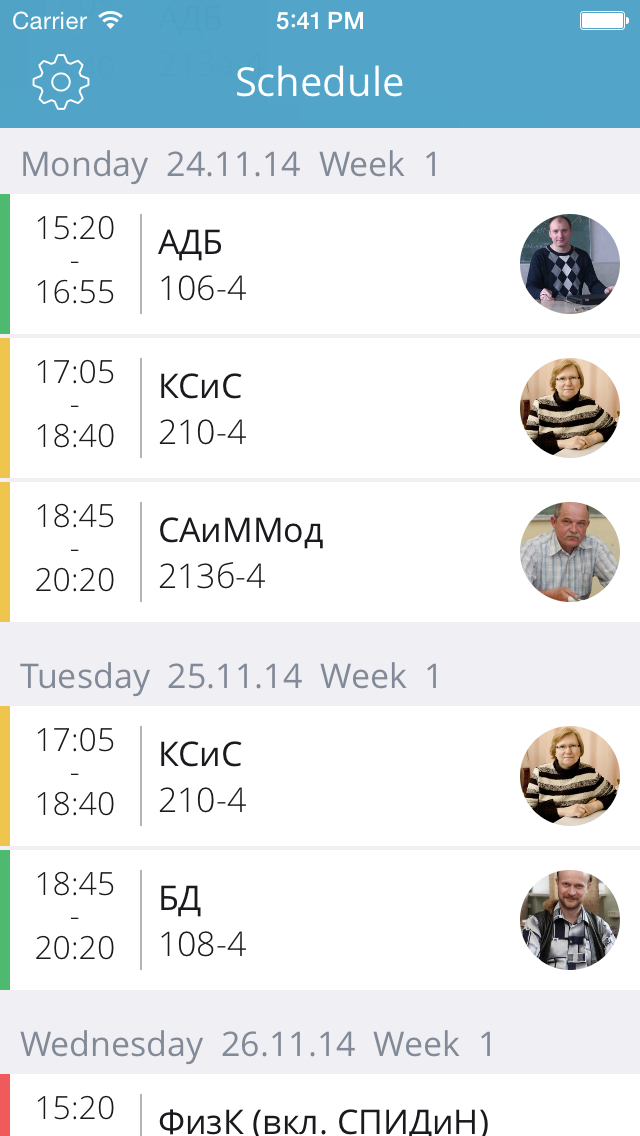 Carrier 5:41 PM
Schedule
Monday 24.11.14 Week 1
15:20
-
16:55
АДБ
106-4
17:05
-
18:40
КСиС
210-4
18:45
-
20:20
САиММод
213б-4
Tuesday 25.11.14 Week 1
17:05
-
18:40
КСиС
210-4
18:45
-
20:20
БД
108-4
Wednesday 26.11.14 Week 1
15:20
ФизК (вкл. СПИДиН)